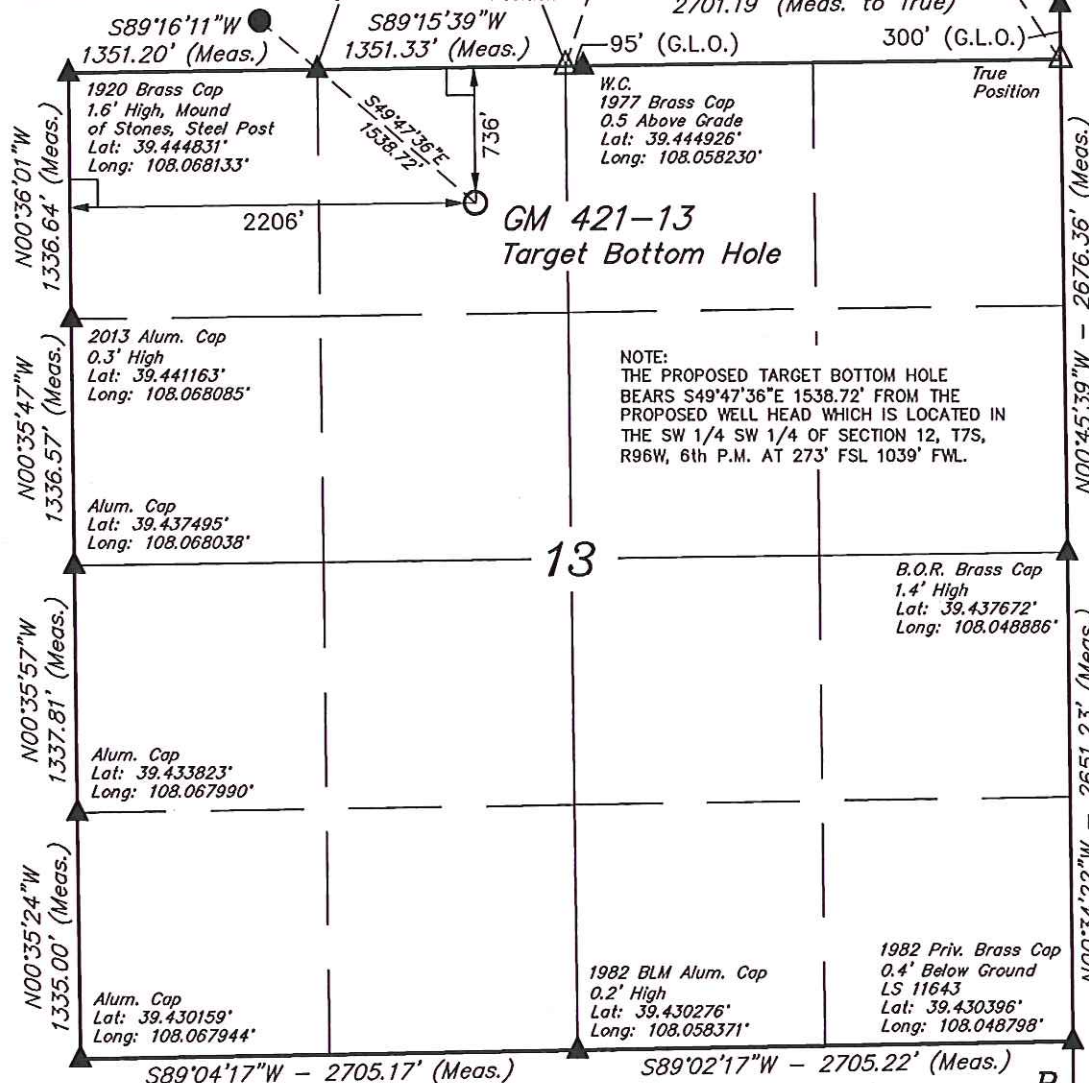 2701.19' (Meas. to True)
S89°16'11"W
1351.20' (Meas.)
S89°15'39"W
1351.33' (Meas.)
95' (G.L.O.)
300' (G.L.O.)
True
Position
1920 Brass Cap
1.6' High, Mound
of Stones, Steel Post
Lat: 39.444831°
Long: 108.068133°
S49°47'36"E
1538.72'
736'
W.C.
1977 Brass Cap
0.5 Above Grade
Lat: 39.444926°
Long: 108.058230°
N00°36'01"W
1336.64' (Meas.)
2206'
GM 421-13
Target Bottom Hole
N00°45'39"W - 2676.36' (Meas.)
2013 Alum. Cap
0.3' High
Lat: 39.441163°
Long: 108.068085°
NOTE:
THE PROPOSED TARGET BOTTOM HOLE
BEARS S49°47'36"E 1538.72' FROM THE
PROPOSED WELL HEAD WHICH IS LOCATED IN
THE SW 1/4 SW 1/4 OF SECTION 12, T7S,
R96W, 6th P.M. AT 273' FSL 1039' FWL.
N00°35'47"W
1336.57' (Meas.)
Alum. Cap
Lat: 39.437495°
Long: 108.068038°
13
B.O.R. Brass Cap
1.4' High
Lat: 39.437672°
Long: 108.048886°
N00°35'57"W
1337.81' (Meas.)
Alum. Cap
Lat: 39.433823°
Long: 108.067990°
N00°34'22"W - 2651.23' (Meas.)
N00°35'24"W
1335.00' (Meas.)
Alum. Cap
Lat: 39.430159°
Long: 108.067944°
1982 BLM Alum. Cap
0.2' High
Lat: 39.430276°
Long: 108.058371°
1982 Priv. Brass Cap
0.4' Below Ground
LS 11643
Lat: 39.430396°
Long: 108.048798°
S89°04'17"W - 2705.17' (Meas.)
S89°02'17"W - 2705.22' (Meas.)